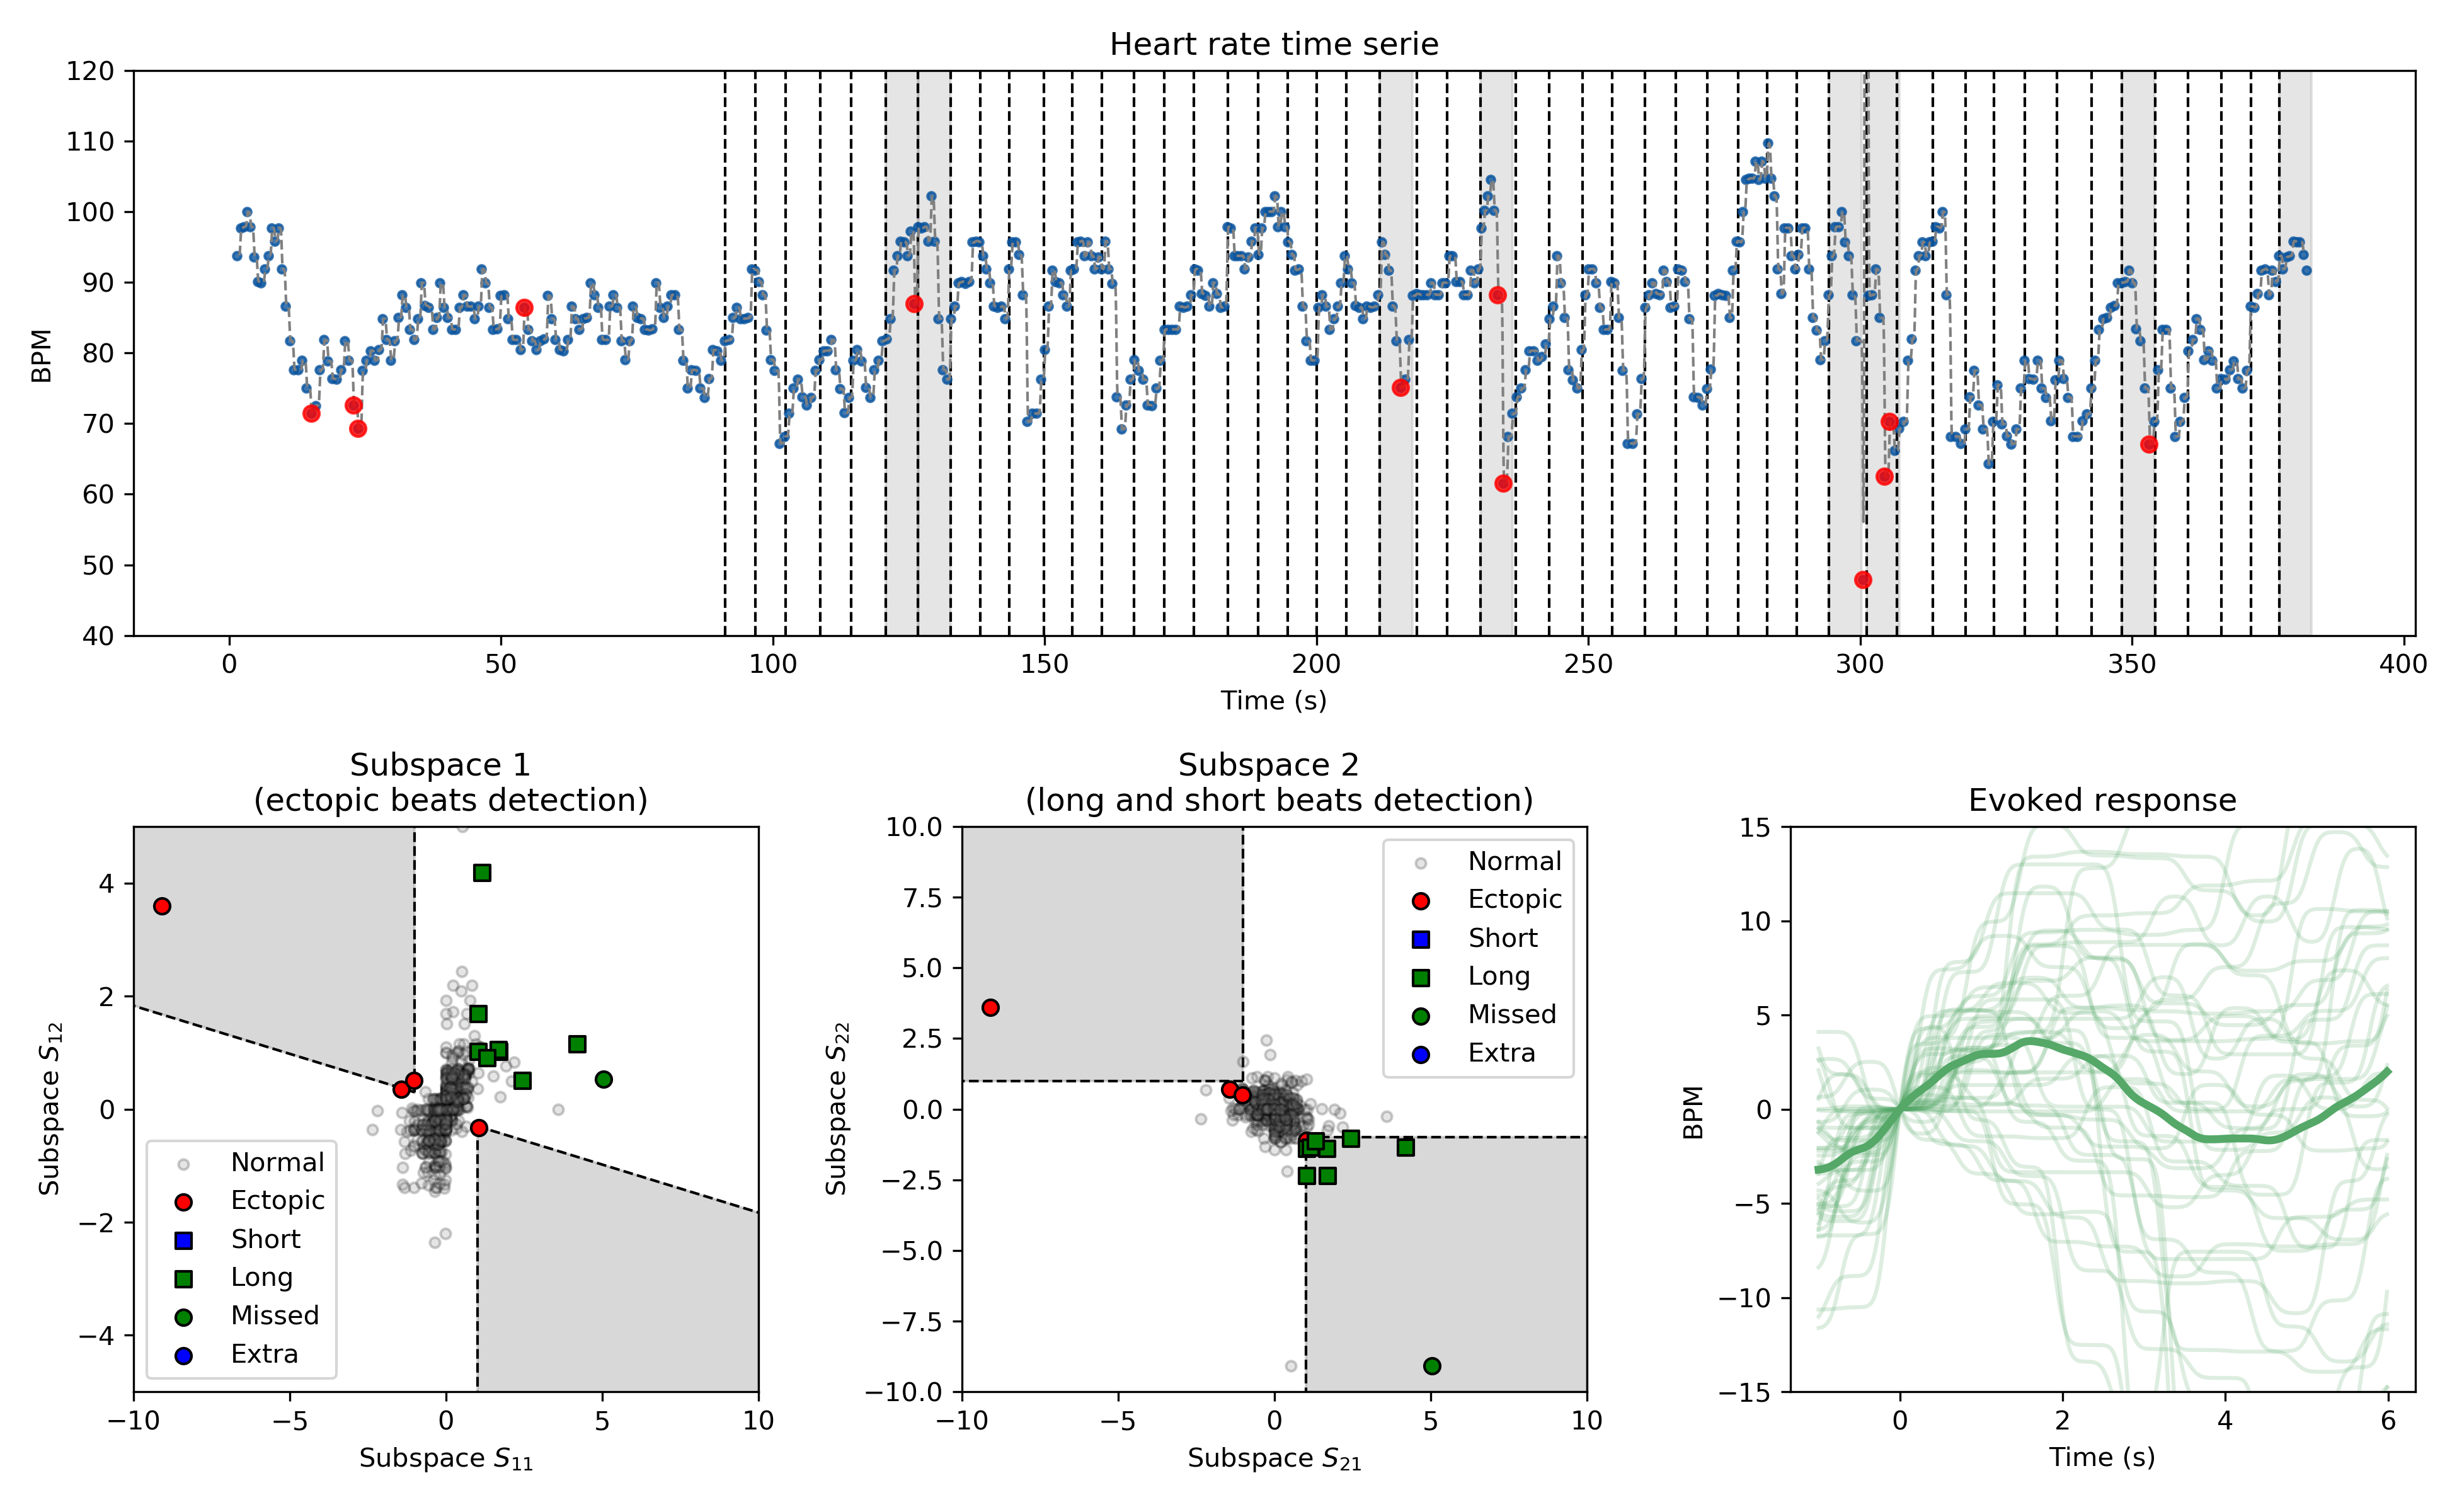 Heart rate time serie
120
110
100
90
80
70
60
50
40
BPM
0 50 100 150 200 250 300 350 400
Time (s)
Subspace 1
(ectopic beats detection)
4
2
0
−2
−4
Subspace S12
Normal
Ectopic
Short
Long
Missed
Extra
−10 −5 0 5 10
Subspace S11
Subspace 2
(long and short beats detection)
10.0
7.5
5.0
2.5
0.0
−2.5
−5.0
−7.5
−10.0
Subspace S22
Normal
Ectopic
Short
Long
Missed
Extra
−10 −5 0 5 10
Subspace S21
Evoked response
15
10
5
0
−5
−10
−15
BPM
0 2 4 6
Time (s)